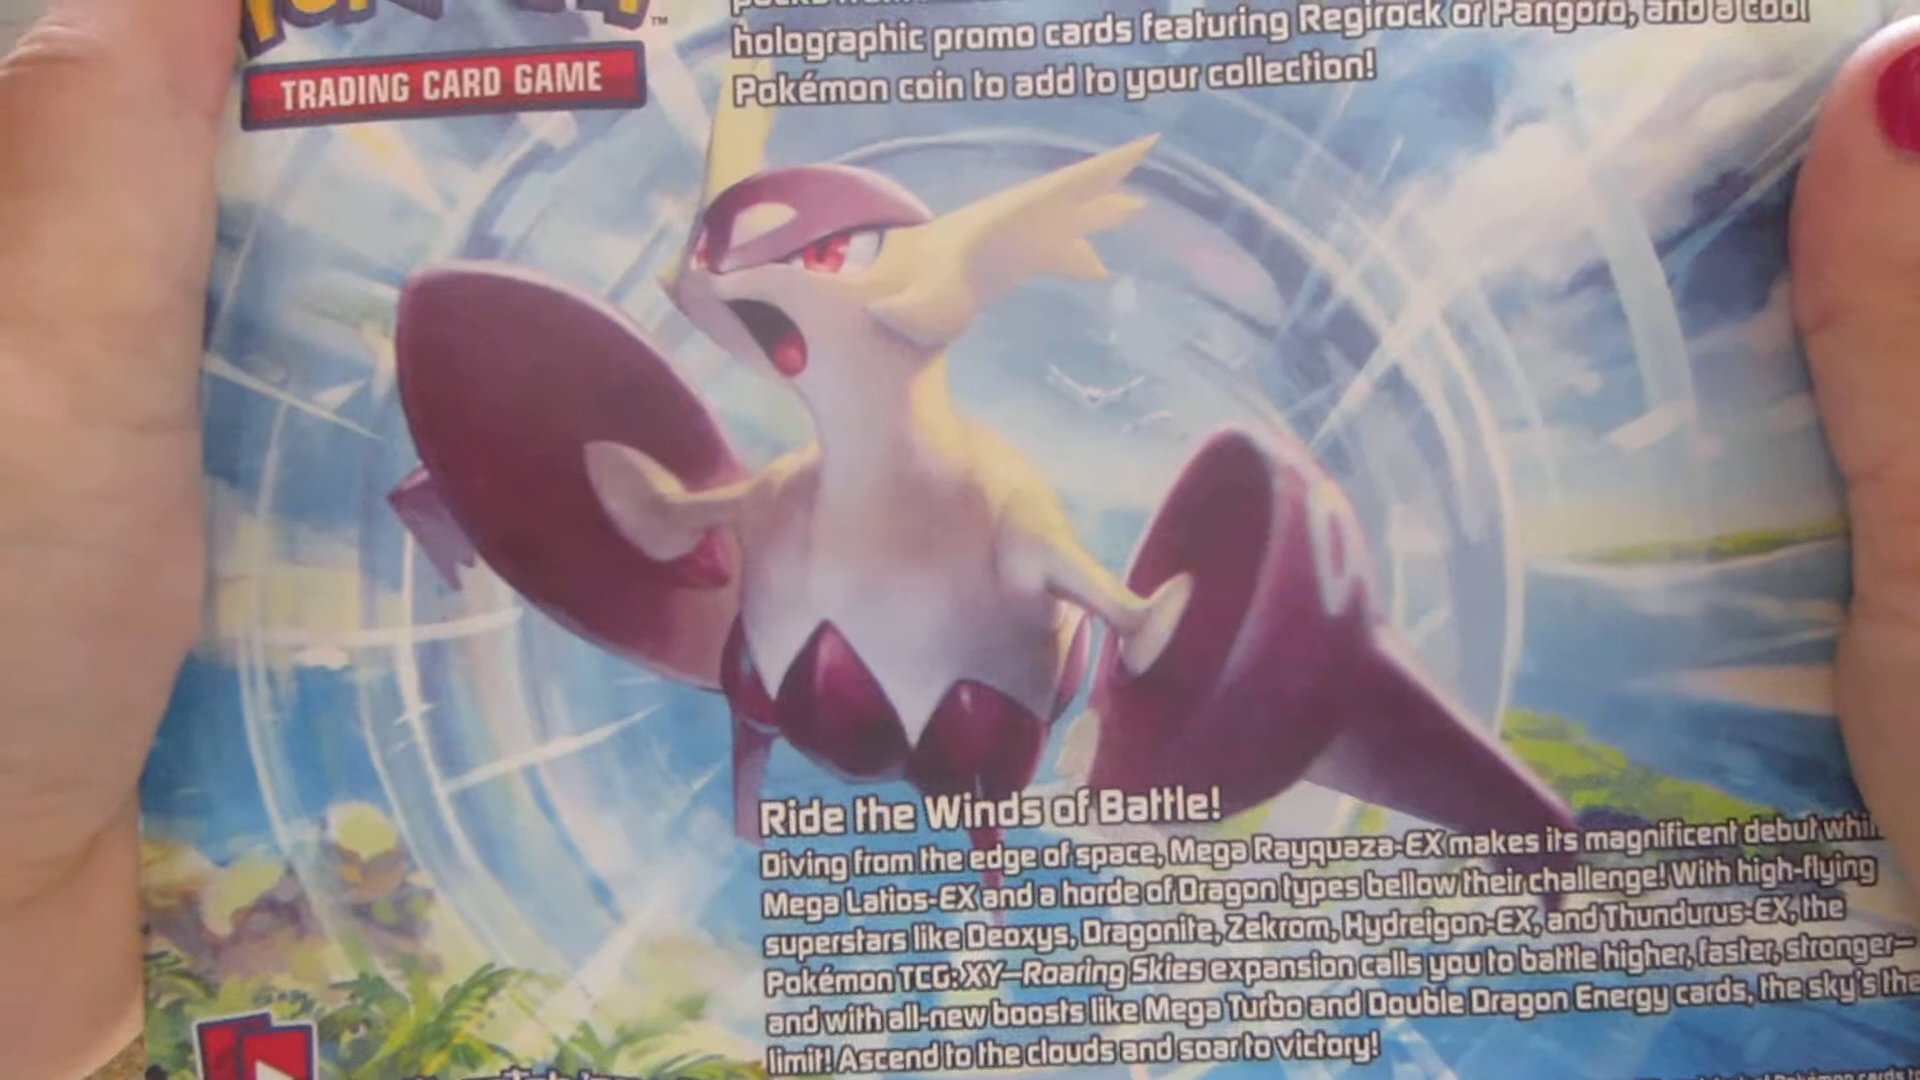 TRADING CARD GAME
™
holographic promo cards featuring Regirock or Pangoro, and a cool
Pokémon coin to add to your collection!
Ride the Winds of Battle!
Diving from the edge of space, Mega Rayquaza-EX makes its magnificent debut
Mega Latios-EX and a horde of Dragon types bellow their challenge! With high-flying
superstars like Deoxys, Dragonite, Zekrom, Hydreigon-EX, and Thundurus-EX, the
Pokémon TCG: XY—Roaring Skies expansion calls you to battle higher, faster, stronger—
and with all-new boosts like Mega Turbo and Double Dragon Energy cards, the sky's the
limit! Ascend to the clouds and soar to victory!